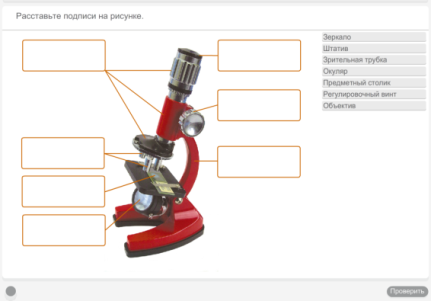 Расставьте подписи на рисунке.
Зеркало
Штатив
Зрительная трубка
Окуляр
Предметный столик
Регулировочный винт
Объектив
Проверить